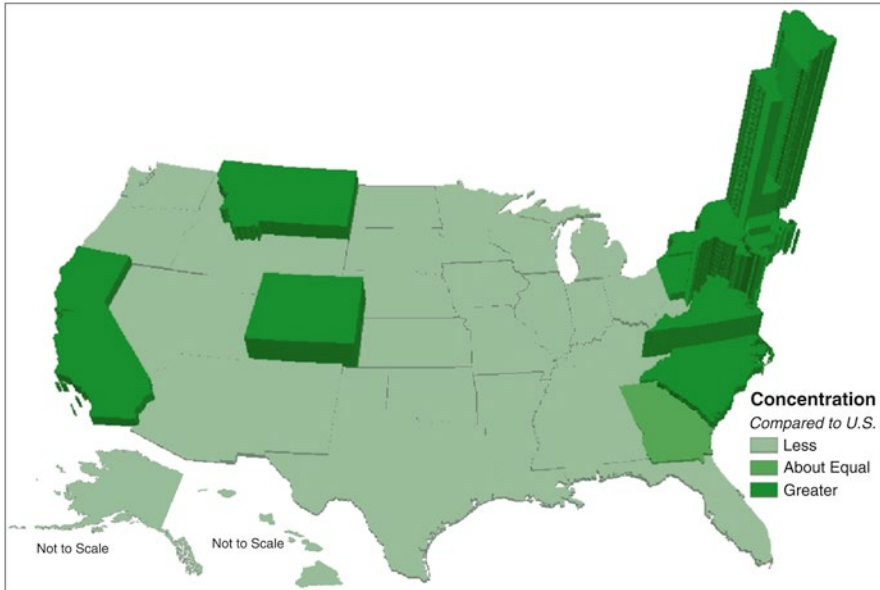 Concentration
Compared to U.S.
Less
About Equal
Greater
Not to Scale
Not to Scale